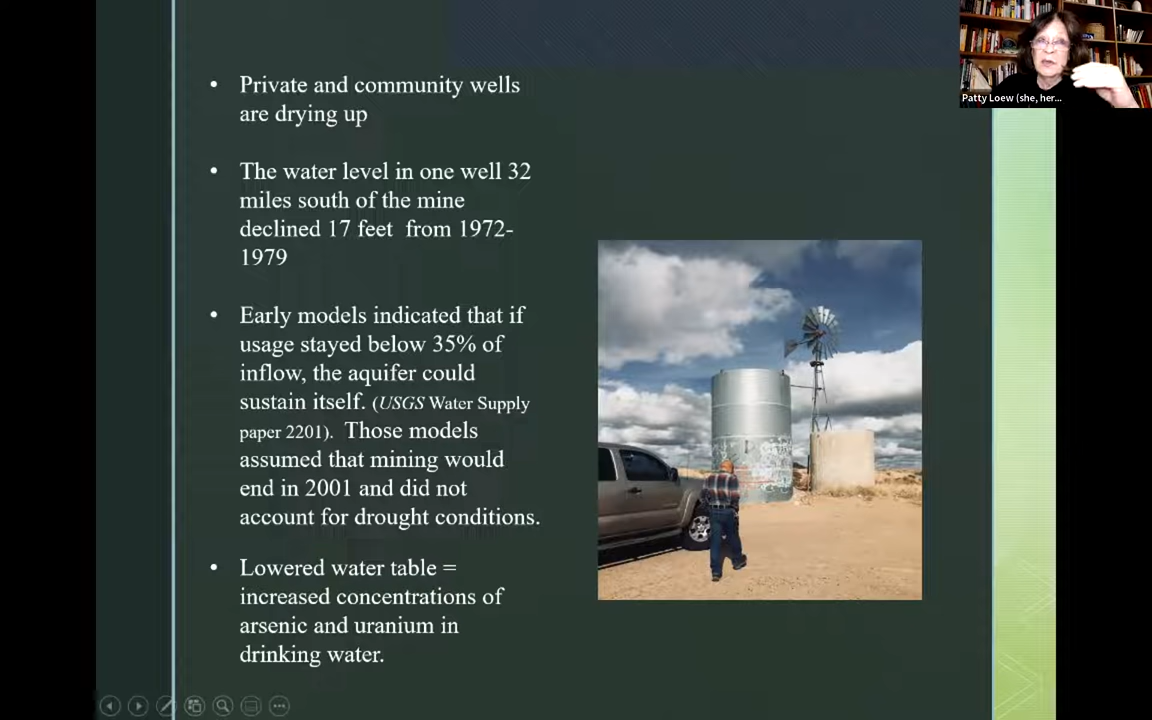 • Private and community wells
are drying up
• The water level in one well 32
miles south of the mine
declined 17 feet from 1972-
1979
• Early models indicated that if
usage stayed below 35% of
inflow, the aquifer could
sustain itself. (USGS Water Supply
paper 2201). Those models
assumed that mining would
end in 2001 and did not
account for drought conditions.
• Lowered water table =
increased concentrations of
arsenic and uranium in
drinking water.
Patty Loew (she, her...